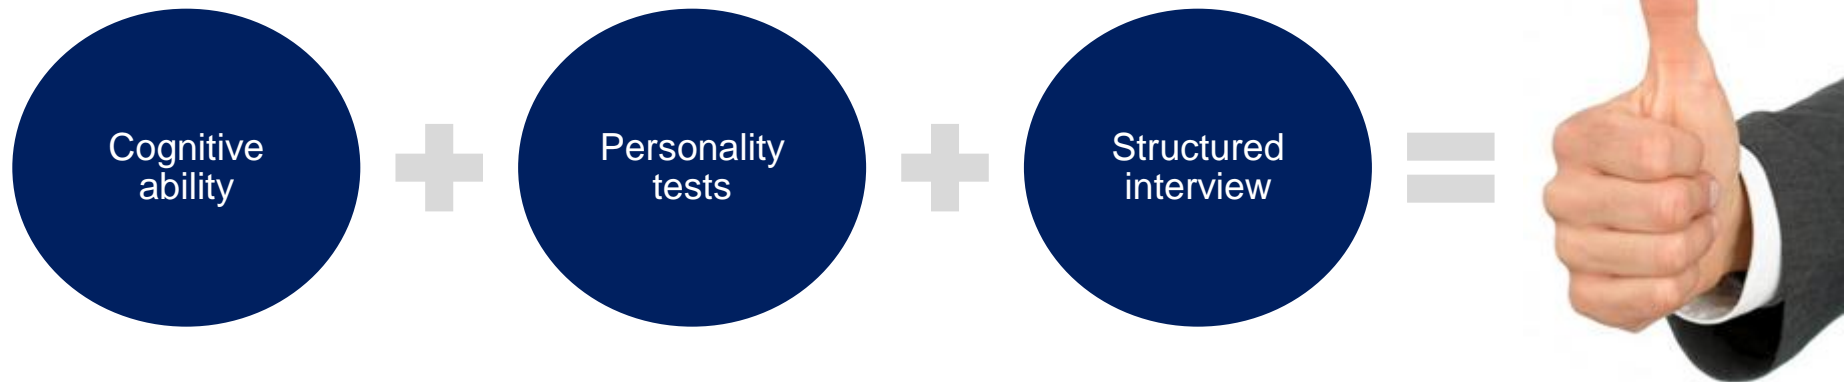 Cognitive
ability
Personality
tests
Structured
interview